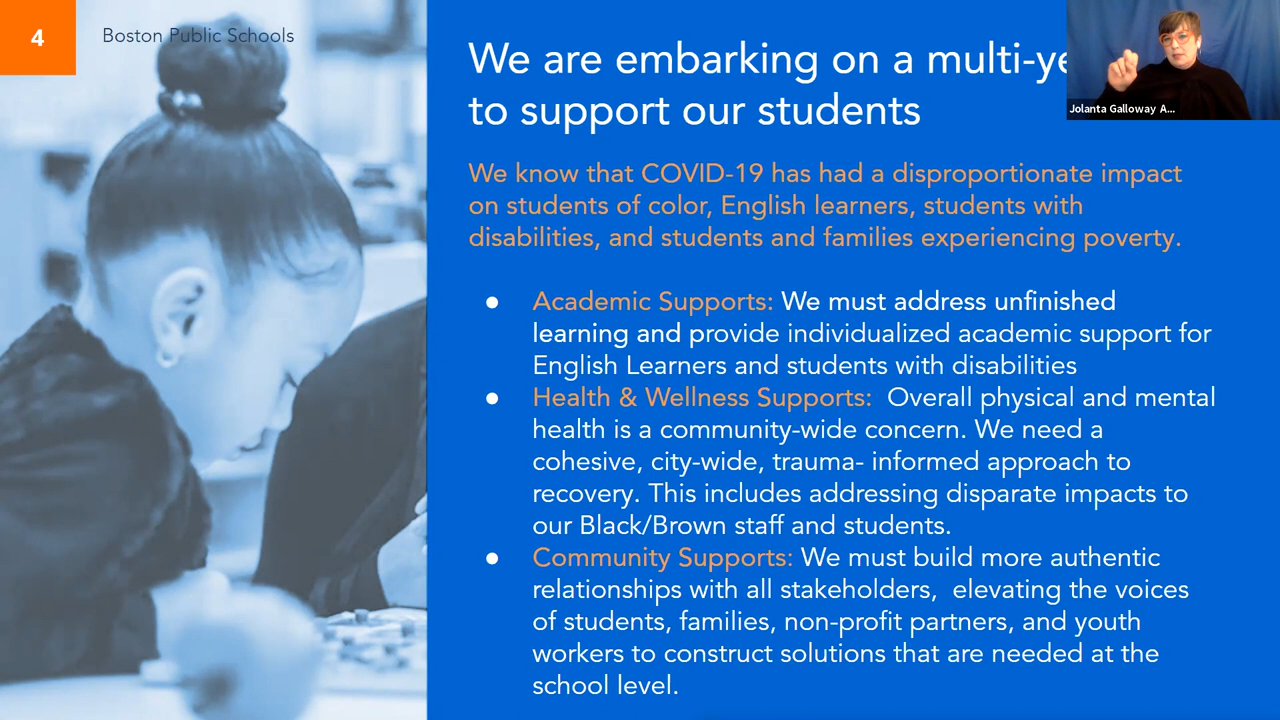 4
Boston Public Schools
We are embarking on a multi-ye
to support our students
Jolanta Galloway A...
We know that COVID-19 has had a disproportionate impact
on students of color, English learners, students with
disabilities, and students and families experiencing poverty.
● Academic Supports: We must address unfinished
learning and provide individualized academic support for
English Learners and students with disabilities
● Health & Wellness Supports:  Overall physical and mental
health is a community-wide concern. We need a
cohesive, city-wide, trauma- informed approach to
recovery. This includes addressing disparate impacts to
our Black/Brown staff and students.
● Community Supports: We must build more authentic
relationships with all stakeholders,  elevating the voices
of students, families, non-profit partners, and youth
workers to construct solutions that are needed at the
school level.